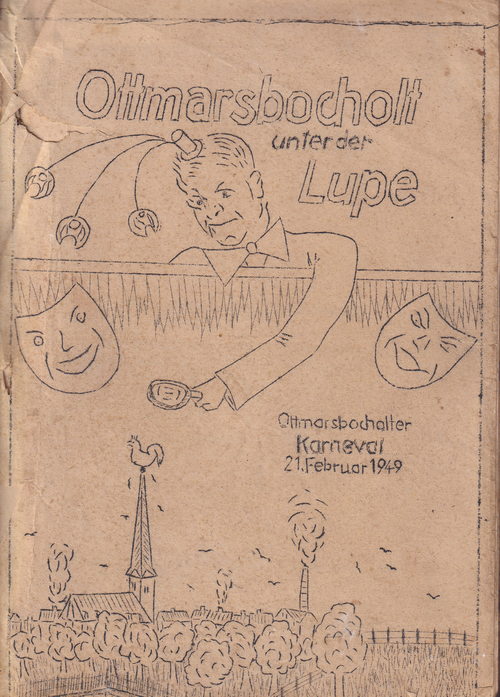 Ottmarsbocholt
unter der
Lupe
Ottmarsbocholter
Karneval
21. Februar 1949